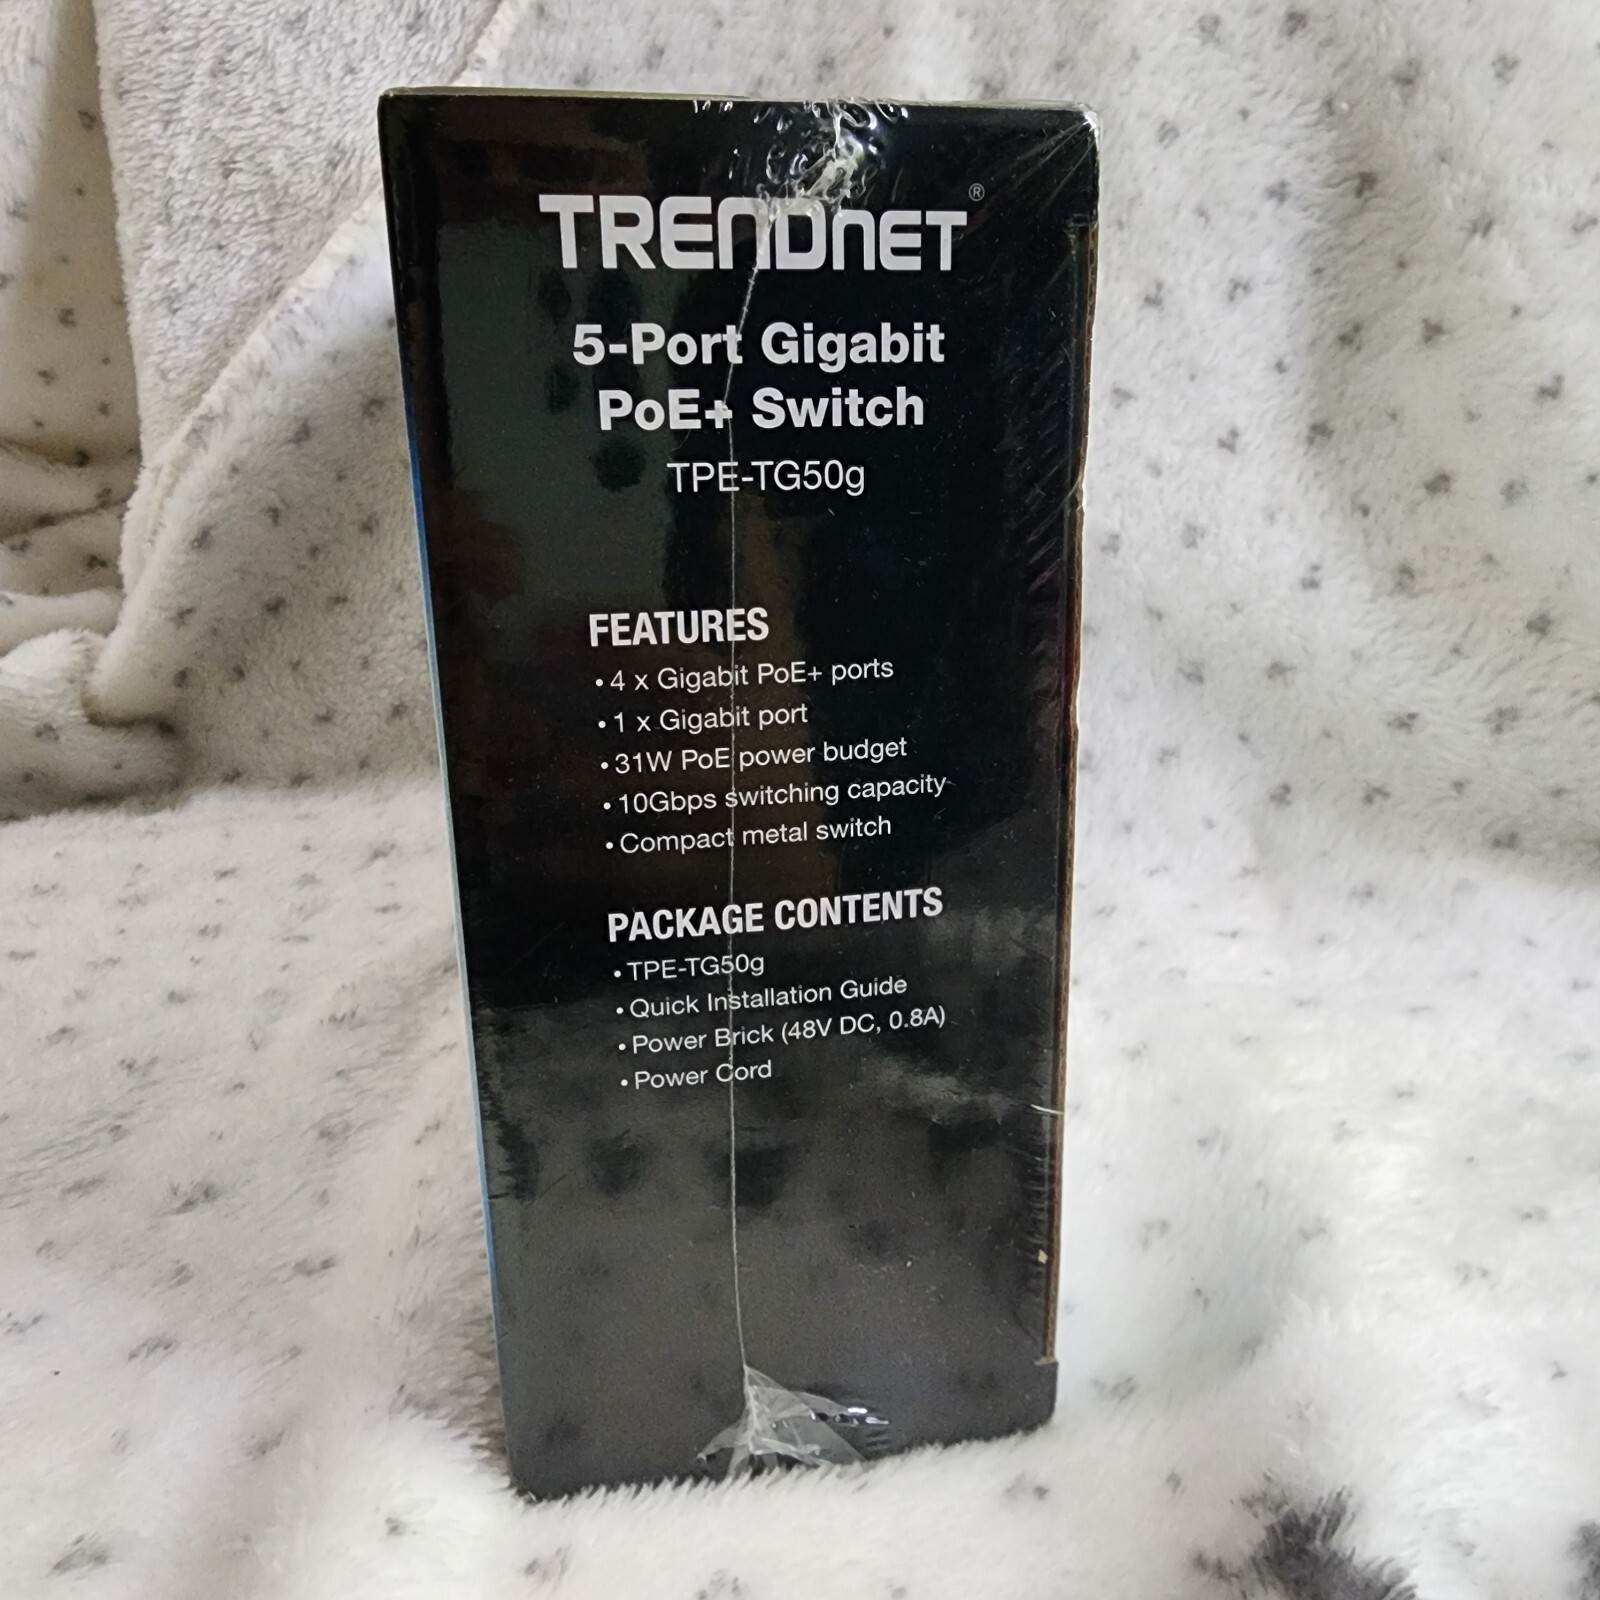 TRENDNET®
5-Port Gigabit
PoE+ Switch
TPE-TG50g
FEATURES
• 4 x Gigabit PoE+ ports
• 1 x Gigabit port
• 31W PoE power budget
• 10Gbps switching capacity
• Compact metal switch
PACKAGE CONTENTS
• TPE-TG50g
• Quick Installation Guide
• Power Brick (48V DC, 0.8A)
• Power Cord